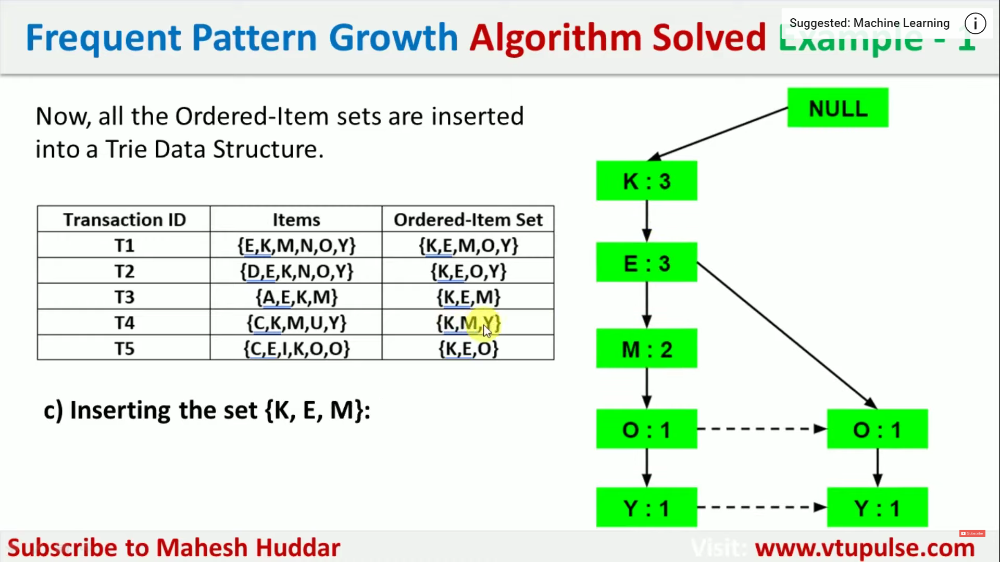 Suggested: Machine Learning
Frequent Pattern Growth Algorithm Solved Example - 1
Now, all the Ordered-Item sets are inserted
into a Trie Data Structure.
Transaction ID Items Ordered-Item Set
T1 {E,K,M,N,O,Y} {K,E,M,O,Y}
T2 {D,E,K,N,O,Y} {K,E,O,Y}
T3 {A,E,K,M} {K,E,M}
T4 {C,K,M,U,Y} {K,M,Y}
T5 {C,E,I,K,O,O} {K,E,O}
c) Inserting the set {K, E, M}:
NULL
K : 3
E : 3
M : 2
O : 1 O : 1
Y : 1 Y : 1
Subscribe
Subscribe to Mahesh Huddar Visit: www.vtupulse.com